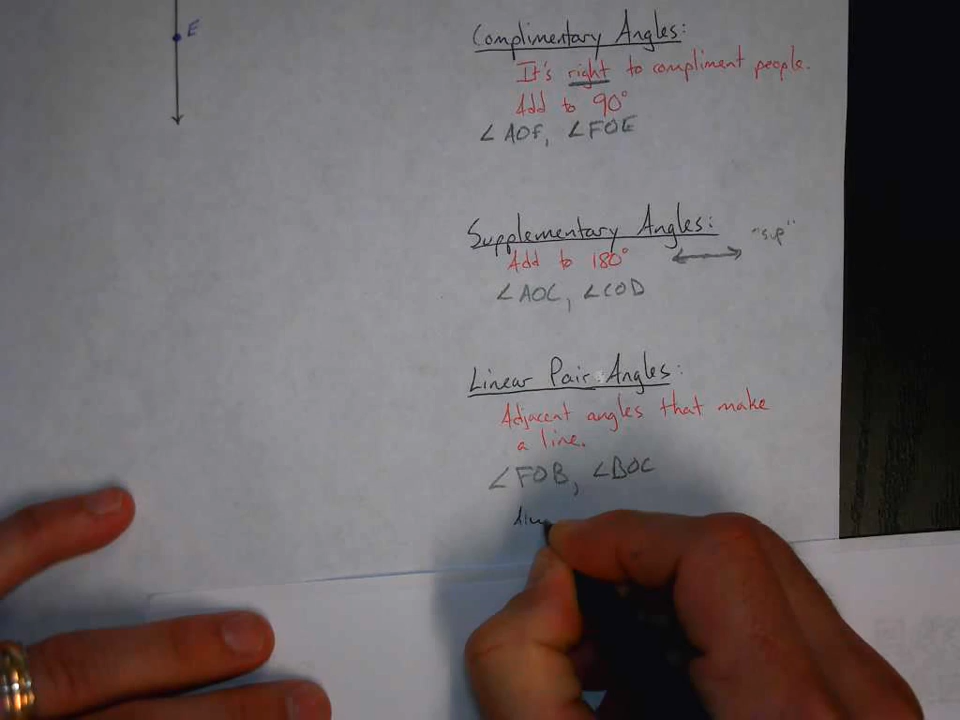 E
Complimentary Angles:
It's right to compliment people.
Add to 90°
∠AOF, ∠FOE
Supplementary Angles:
"sup"
Add to 180°
∠AOC, ∠COD
Linear Pair Angles:
Adjacent angles that make
a line.
∠FOB, ∠BOC